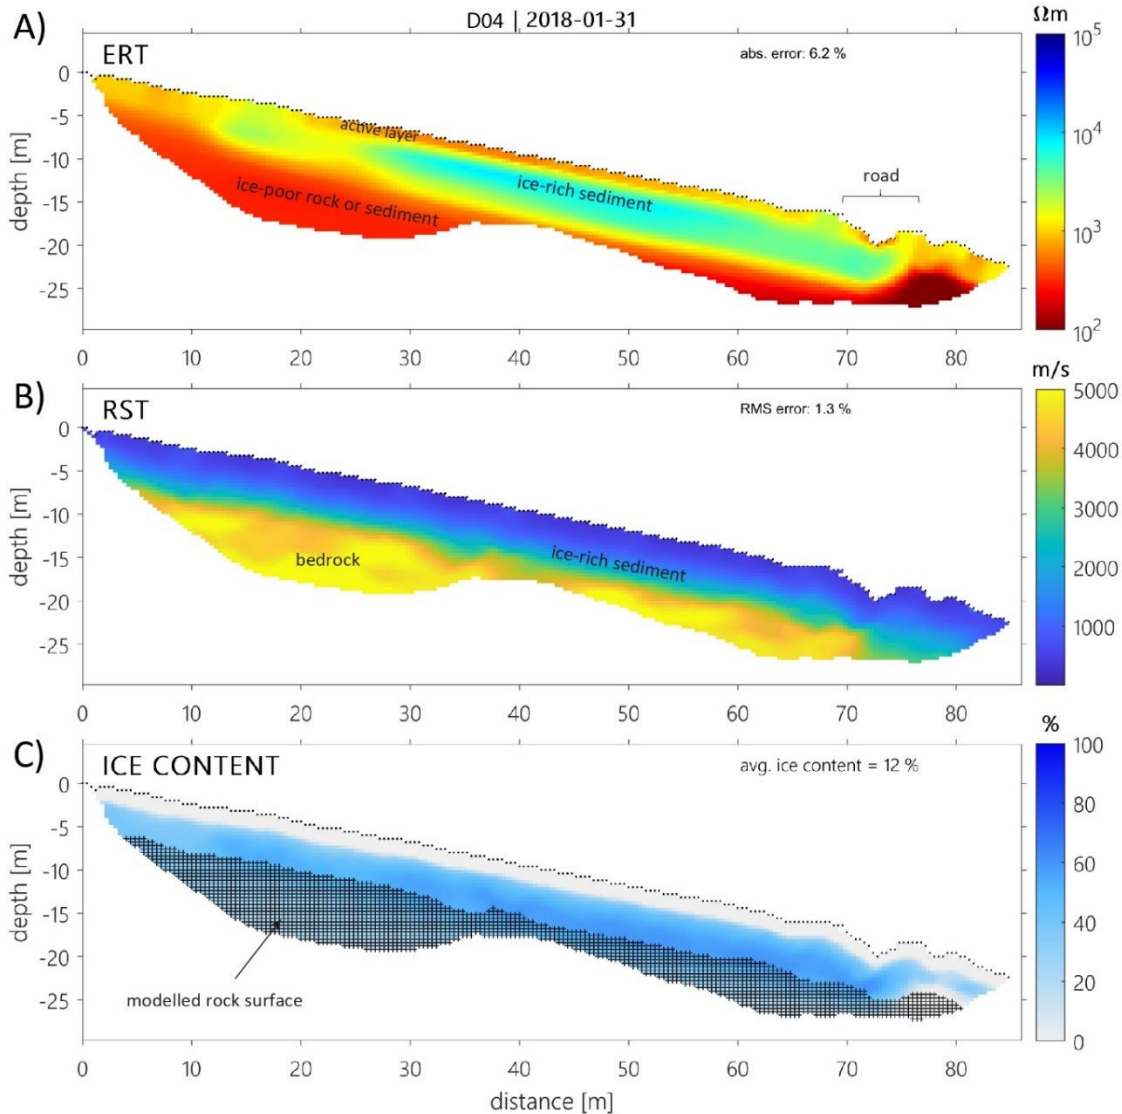 D04 | 2018-01-31
A)
ERT
abs. error: 6.2 %
Ωm
10^5
10^4
10^3
10^2
0
-5
-10
-15
-20
-25
depth [m]
active layer
ice-rich sediment
ice-poor rock or sediment
road
0 10 20 30 40 50 60 70 80
B)
RST
RMS error: 1.3 %
m/s
5000
4000
3000
2000
1000
0
-5
-10
-15
-20
-25
depth [m]
bedrock
ice-rich sediment
0 10 20 30 40 50 60 70 80
C)
ICE CONTENT
avg. ice content = 12 %
%
100
80
60
40
20
0
0
-5
-10
-15
-20
-25
depth [m]
modelled rock surface
0 10 20 30 40 50 60 70 80
distance [m]